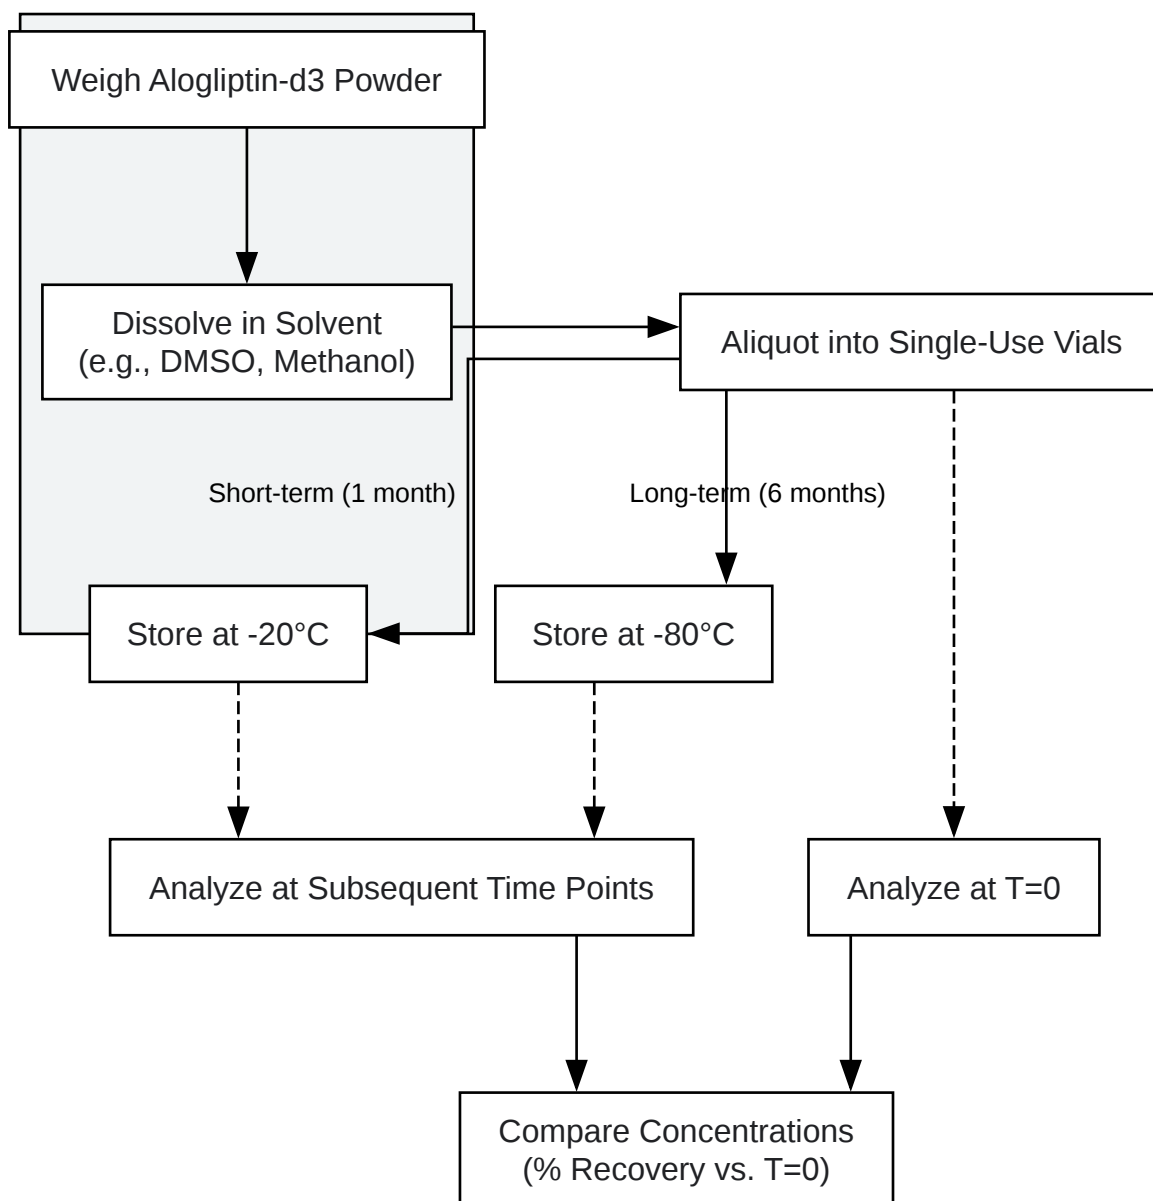 Weigh Alogliptin-d3 Powder
Dissolve in Solvent
(e.g., DMSO, Methanol)
Aliquot into Single-Use Vials
Short-term (1 month)
Long-term (6 months)
Store at -20°C
Store at -80°C
Analyze at Subsequent Time Points
Analyze at T=0
Compare Concentrations
(% Recovery vs. T=0)